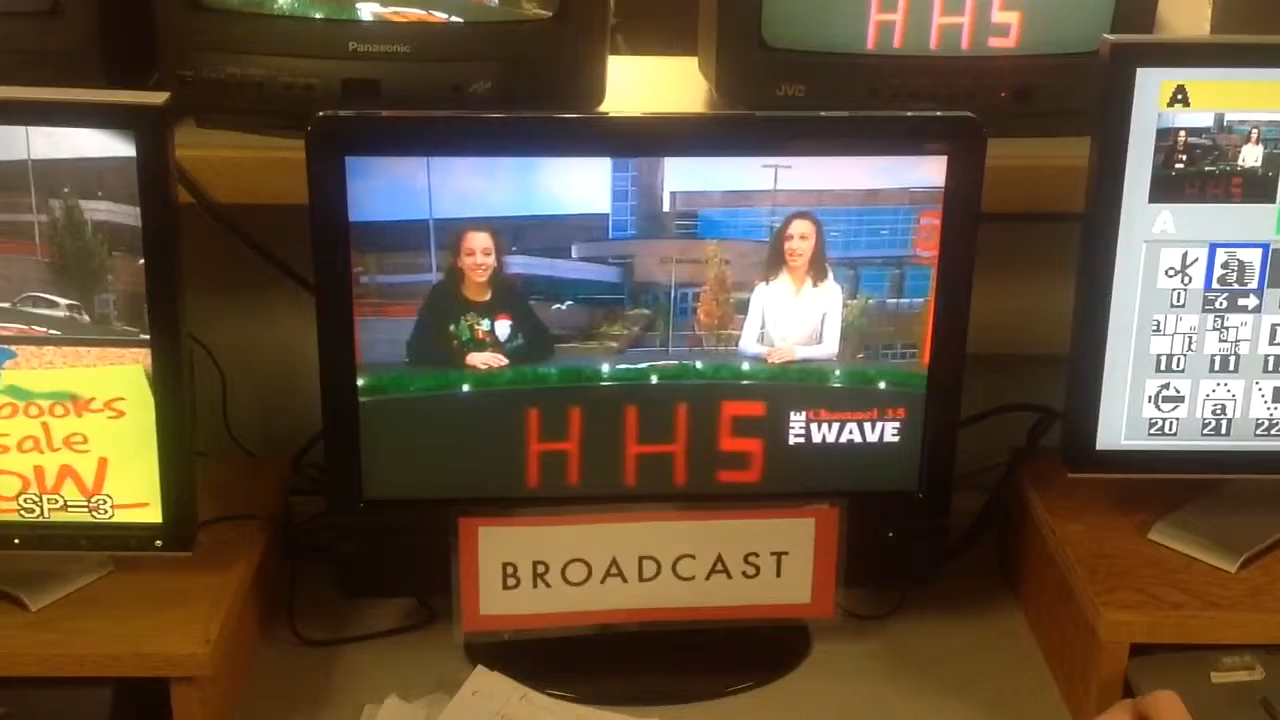 Panasonic
HHS
JVC
A
A
0
-6
10
11
20
21
22
a
books
sale
OW
SP=3
HHS
THE
Channel 35
WAVE
BROADCAST